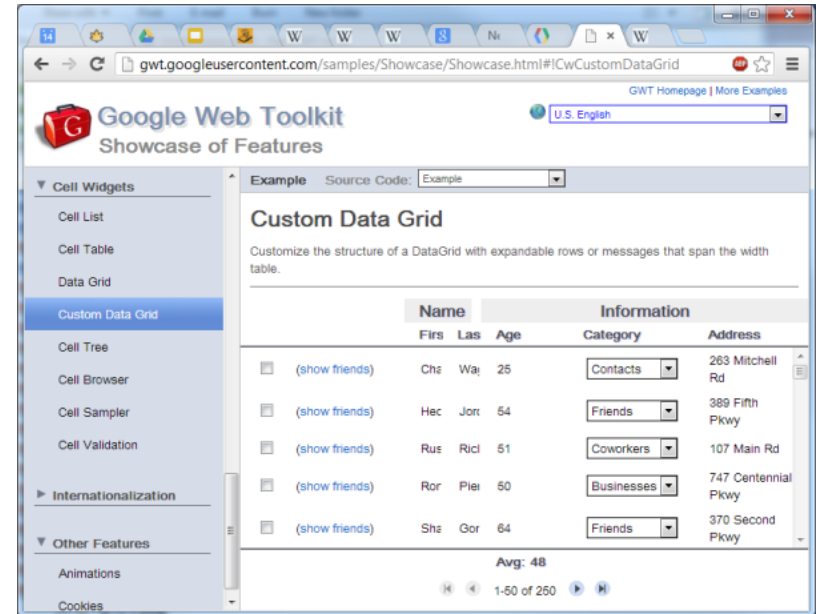 14
W
W
W
8
Ne
W
gwt.googleusercontent.com/samples/Showcase/Showcase.html#!CwCustomDataGrid
ABP
GWT Homepage | More Examples
G
Google Web Toolkit
Showcase of Features
U.S. English
Cell Widgets
Cell List
Cell Table
Data Grid
Custom Data Grid
Cell Tree
Cell Browser
Cell Sampler
Cell Validation
Internationalization
Other Features
Animations
Cookies
Example Source Code: Example
Custom Data Grid
Customize the structure of a DataGrid with expandable rows or messages that span the width
table.
Name Information
Firs Las Age Category Address
(show friends) Cha Wa 25 Contacts 263 Mitchell
Rd
(show friends) Hec Jor 54 Friends 389 Fifth
Pkwy
(show friends) Rus Ricl 51 Coworkers 107 Main Rd
(show friends) Ror Pie 50 Businesses 747 Centennial
Pkwy
(show friends) Sha Gor 64 Friends 370 Second
Pkwy
Avg: 48
1-50 of 250